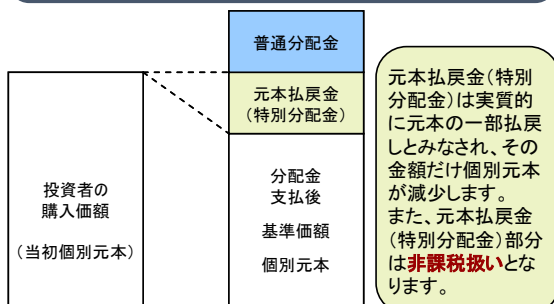 普通分配金
元本払戻金
（特別分配金）
投資者の
購入価額
（当初個別元本）
分配金
支払後
基準価額
個別元本
元本払戻金（特別
分配金）は実質的
に元本の一部払戻
しとみなされ、その
金額だけ個別元本
が減少します。
また、元本払戻金
（特別分配金）部分
は非課税扱いとな
ります。